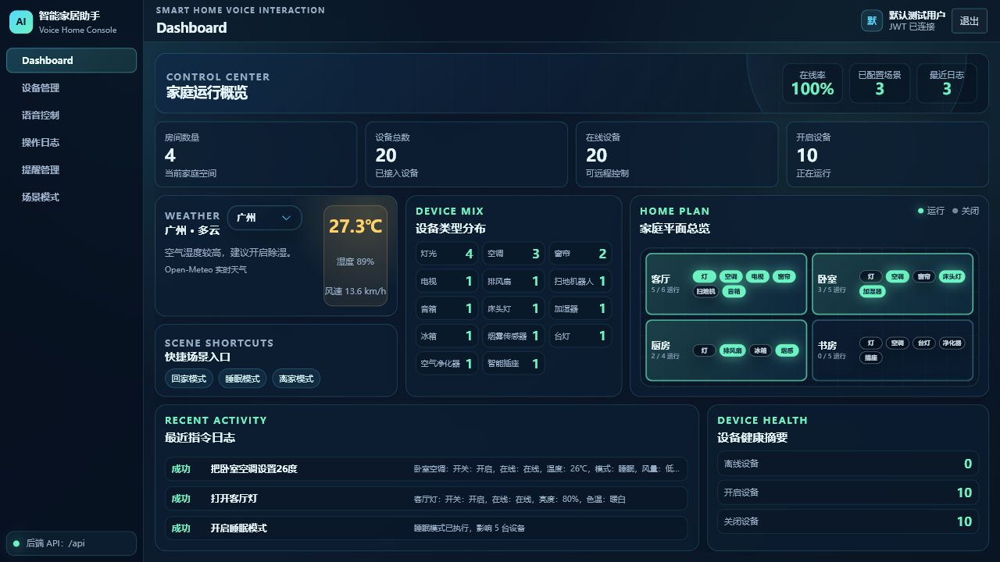 AI
智能家居助手
Voice Home Console
Dashboard
设备管理
语音控制
操作日志
提醒管理
场景模式
后端 API: /api
SMART HOME VOICE INTERACTION
Dashboard
默
默认测试用户
JWT 已连接
退出
CONTROL CENTER
家庭运行概览
在线率
100%
已配置场景
3
最近日志
3
房间数量
4
当前家庭空间
设备总数
20
已接入设备
在线设备
20
可远程控制
开启设备
10
正在运行
WEATHER
广州
广州 • 多云
空气湿度较高，建议开启除湿。
Open-Meteo 实时天气
27.3℃
湿度 89%
风速 13.6 km/h
SCENE SHORTCUTS
快捷场景入口
回家模式 睡眠模式 离家模式
DEVICE MIX
设备类型分布
灯光 4 空调 3 窗帘 2
电视 1 排风扇 1 扫地机器人 1
音箱 1 床头灯 1 加湿器 1
冰箱 1 烟雾传感器 1 台灯 1
空气净化器 1 智能插座 1
HOME PLAN
家庭平面总览
运行 关闭
客厅
5 / 6 运行
灯 空调 电视 窗帘
扫地机 音箱
卧室
3 / 5 运行
灯 空调 窗帘 床头灯
加湿器
厨房
2 / 4 运行
灯 排风扇 冰箱 烟感
书房
0 / 5 运行
灯 空调 台灯 净化器
插座
RECENT ACTIVITY
最近指令日志
成功 把卧室空调设置26度 卧室空调：开关：开启，在线：在线，温度：26℃，模式：睡眠，风量：低...
成功 打开客厅灯 客厅灯：开关：开启，在线：在线，亮度：80%，色温：暖白
成功 开启睡眠模式 睡眠模式已执行，影响 5 台设备
DEVICE HEALTH
设备健康摘要
离线设备 0
开启设备 10
关闭设备 10